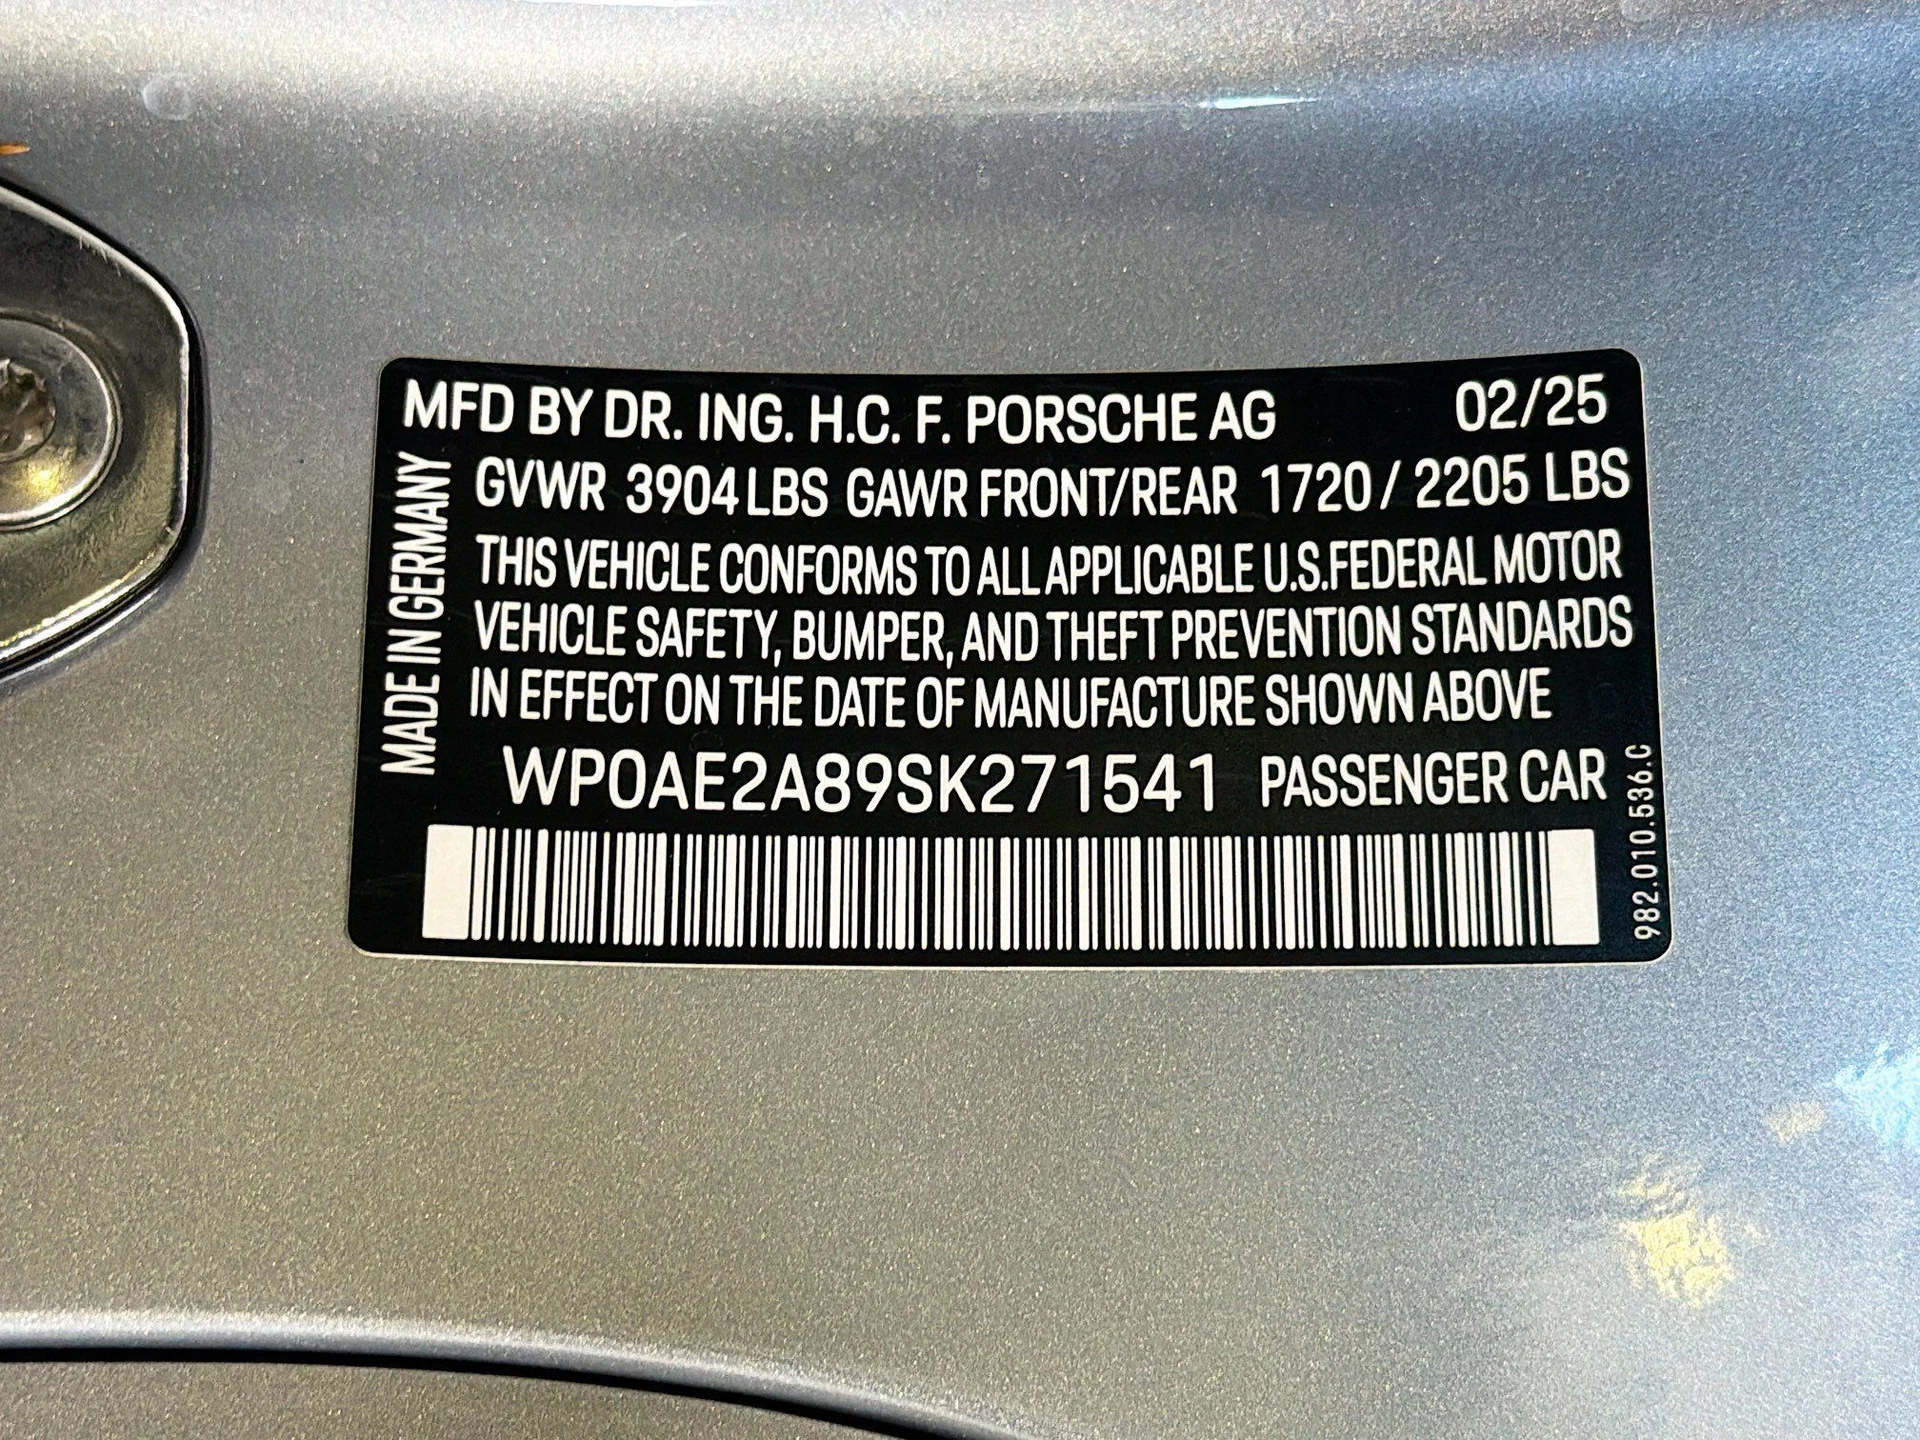 MFD BY DR. ING. H.C. F. PORSCHE AG 02/25
MADE IN GERMANY
GVWR 3904 LBS GAWR FRONT/REAR 1720 / 2205 LBS
THIS VEHICLE CONFORMS TO ALL APPLICABLE U.S.FEDERAL MOTOR
VEHICLE SAFETY, BUMPER, AND THEFT PREVENTION STANDARDS
IN EFFECT ON THE DATE OF MANUFACTURE SHOWN ABOVE
WP0AE2A89SK271541 PASSENGER CAR
982.010.536.C